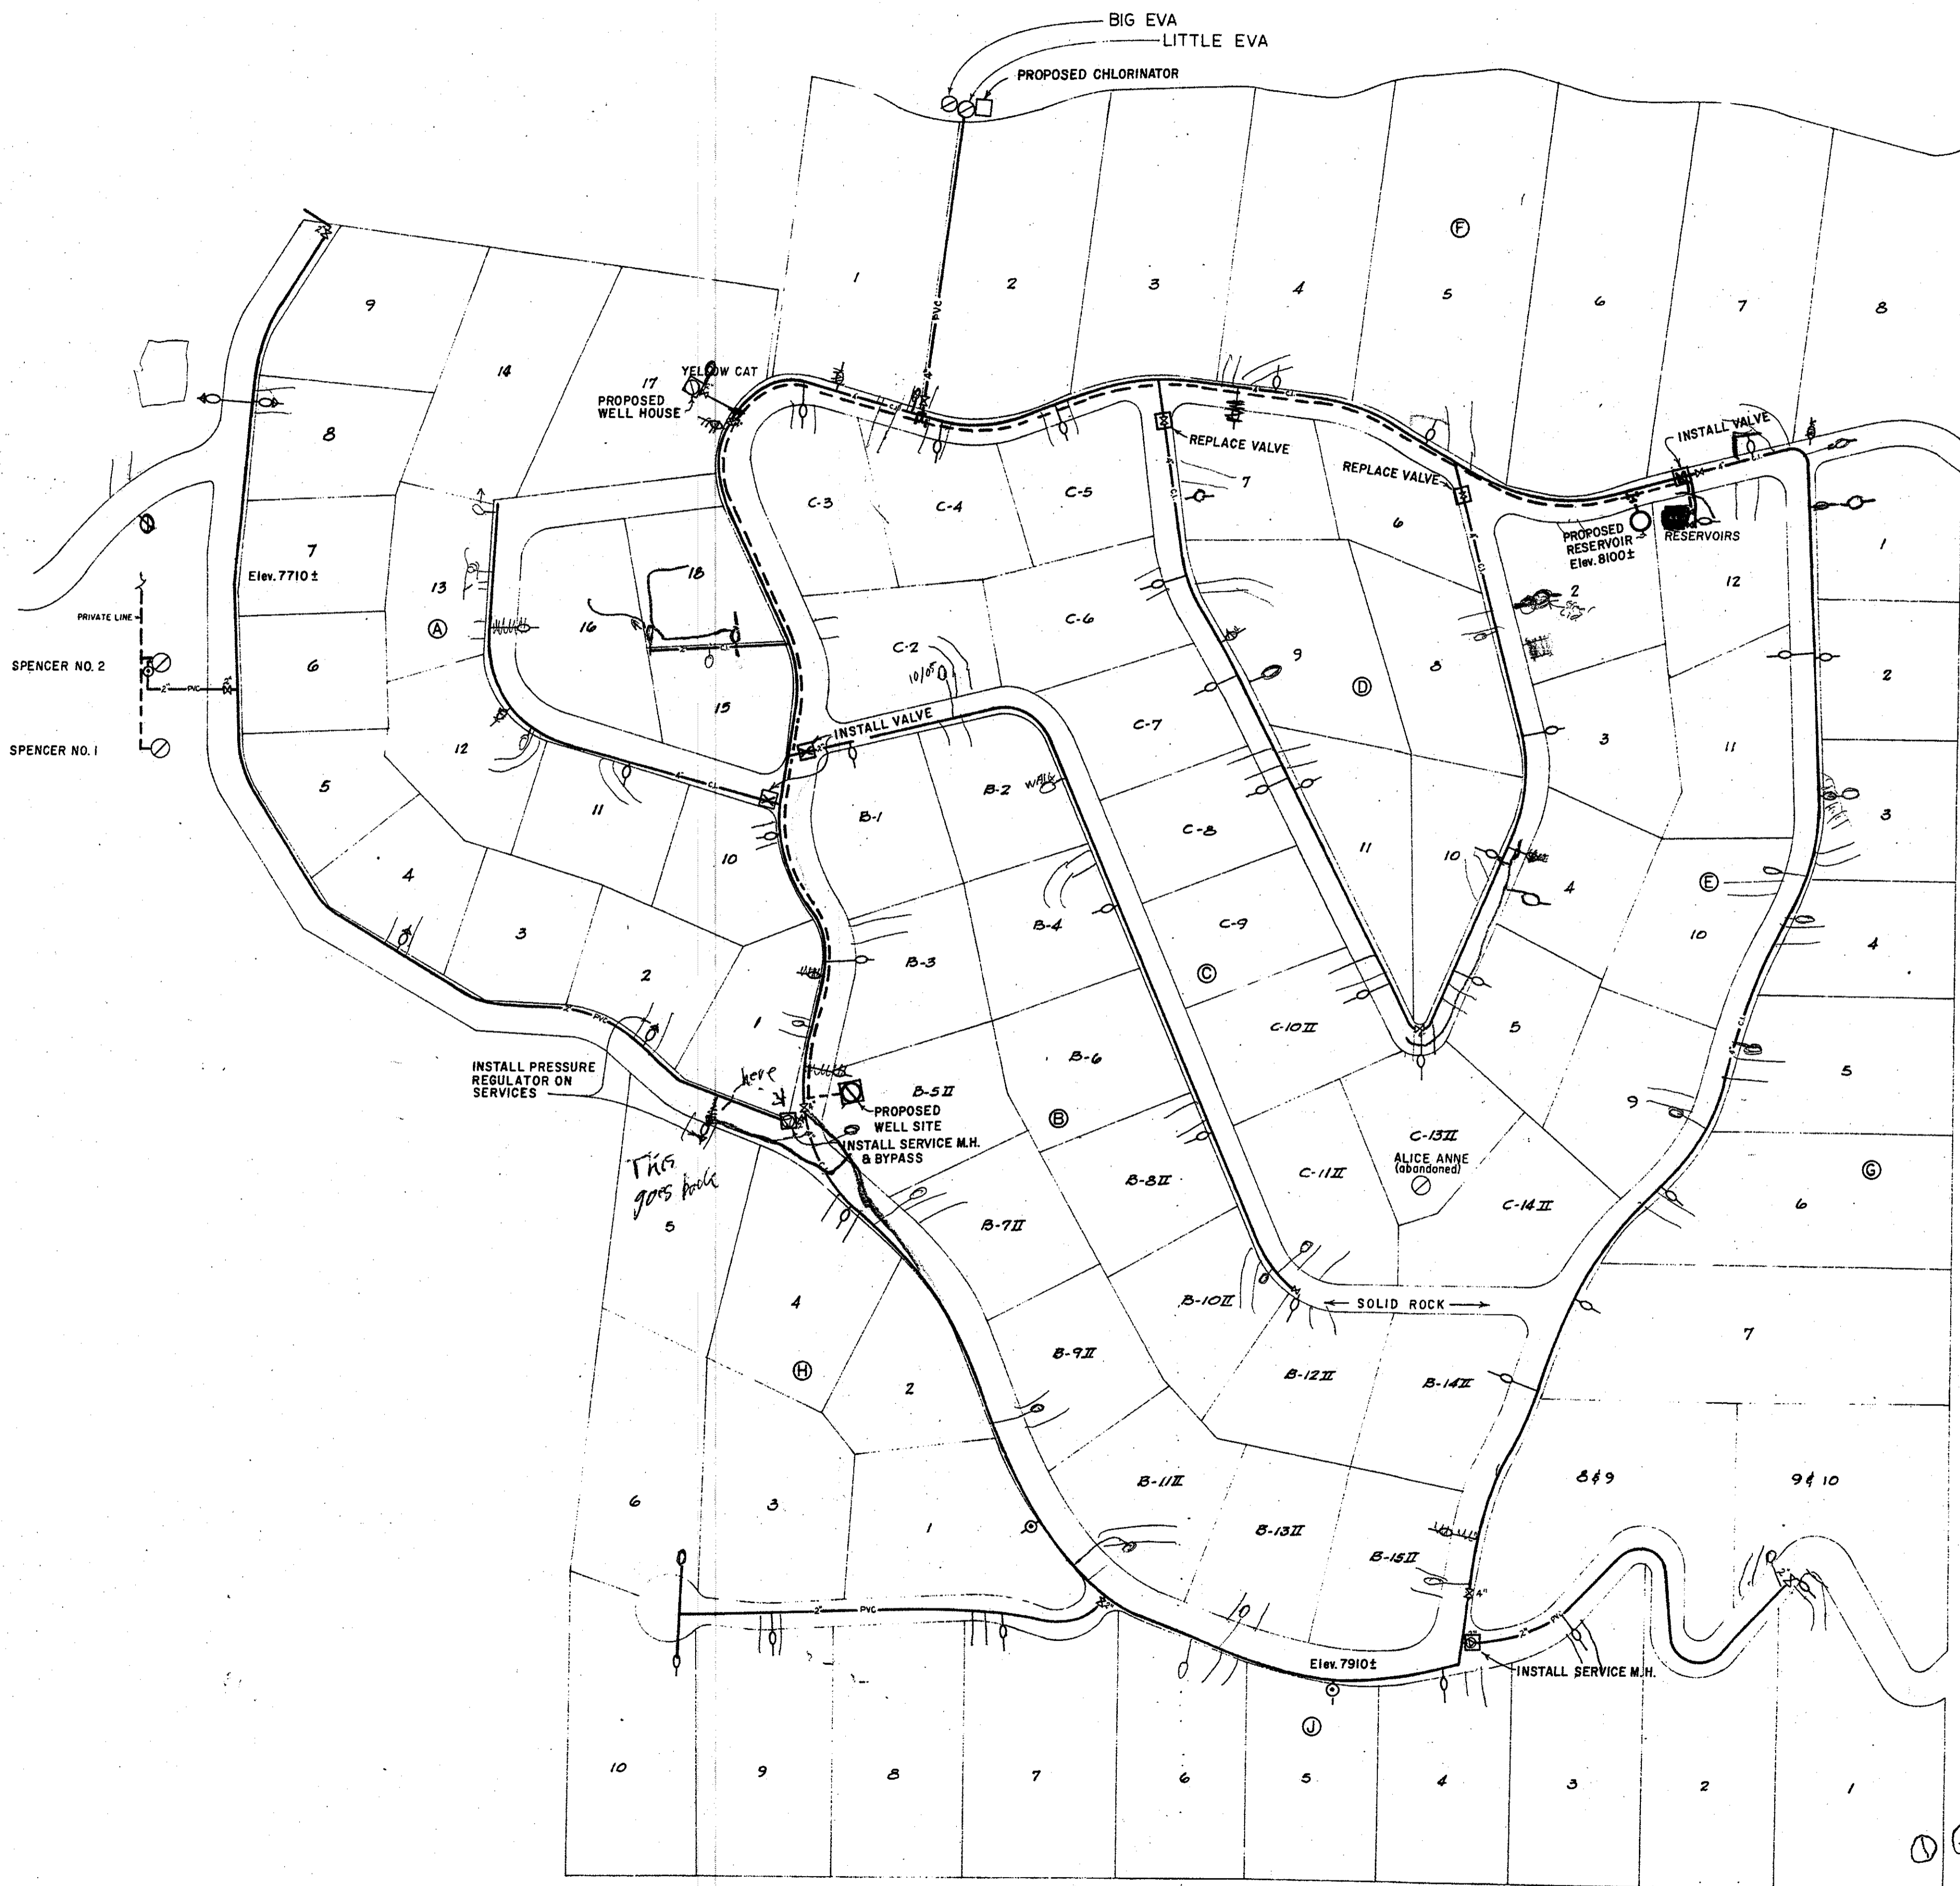 BIG EVA
LITTLE EVA
PROPOSED CHLORINATOR
F
1
2
3
4
5
6
7
8
4"
PVC
9
14
17
YELLOW CAT
PROPOSED
WELL HOUSE
8
REPLACE VALVE
REPLACE VALVE
INSTALL VALVE
C-3
C-4
C-5
7
6
PROPOSED
RESERVOIR
Elev. 8100±
RESERVOIRS
7
Elev. 7710±
13
A
16
18
15
PRIVATE LINE
SPENCER NO. 2
2"
PVC
SPENCER NO. 1
6
5
12
11
10
4
3
2
1
C-2
10/05
C-6
9
D
8
2
12
1
2
INSTALL VALVE
C-7
3
11
B-1
B-2
WALK
C-8
11
10
4
E
3
B-3
B-4
C-9
C
10
4
C-10 II
5
B-6
5
INSTALL PRESSURE
REGULATOR ON
SERVICES
here
B-5 II
PROPOSED
WELL SITE
INSTALL SERVICE M.H.
& BYPASS
B
9
This
goes back
5
C-13 II
ALICE ANNE
(abandoned)
C-11 II
C-14 II
G
6
B-8 II
B-7 II
4
B-10 II
SOLID ROCK
7
H
2
B-9 II
B-12 II
B-14 II
6
3
1
B-11 II
B-13 II
B-15 II
8 & 9
9 & 10
2"
PVC
4"
2"
Elev. 7910±
INSTALL SERVICE M.H.
J
10
9
8
7
6
5
4
3
2
1